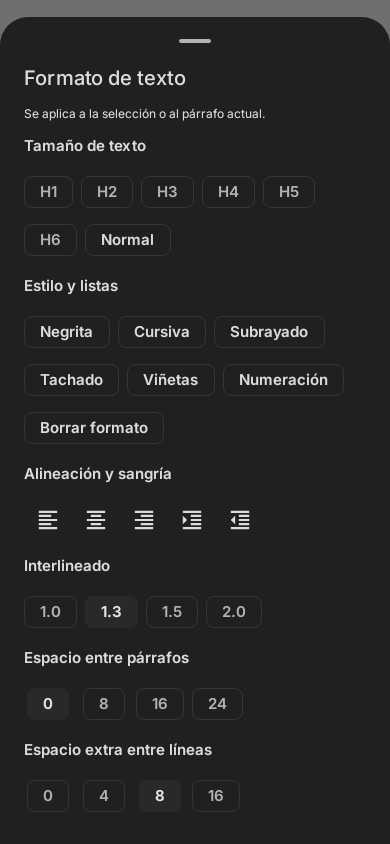 Formato de texto
Se aplica a la selección o al párrafo actual.
Tamaño de texto
H1 H2 H3 H4 H5
H6 Normal
Estilo y listas
Negrita Cursiva Subrayado
Tachado Viñetas Numeración
Borrar formato
Alineación y sangría
Interlineado
1.0 1.3 1.5 2.0
Espacio entre párrafos
0 8 16 24
Espacio extra entre líneas
0 4 8 16